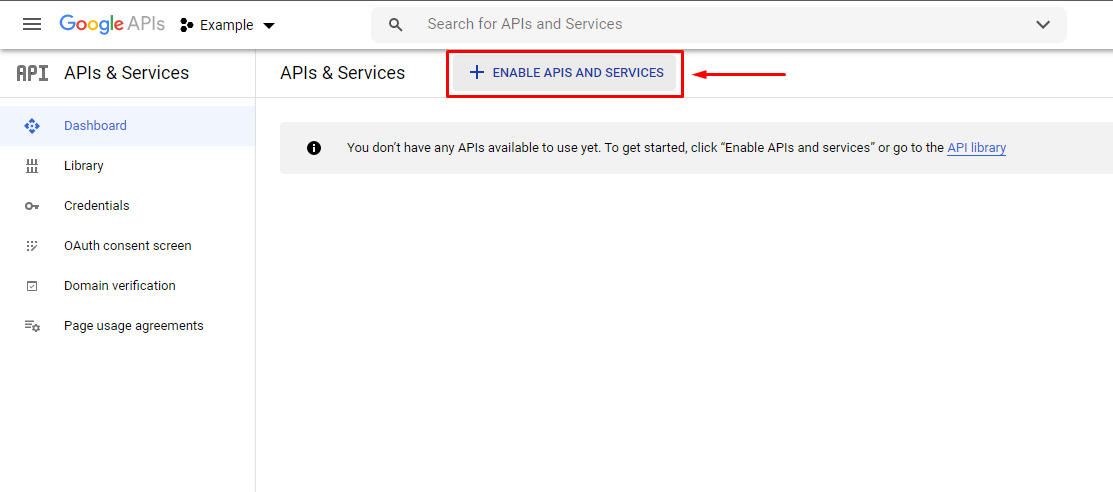 Google APIs Example Search for APIs and Services
API APIs & Services
APIs & Services + ENABLE APIS AND SERVICES
Dashboard
Library
Credentials
OAuth consent screen
Domain verification
Page usage agreements
You don’t have any APIs available to use yet. To get started, click “Enable APIs and services” or go to the API library